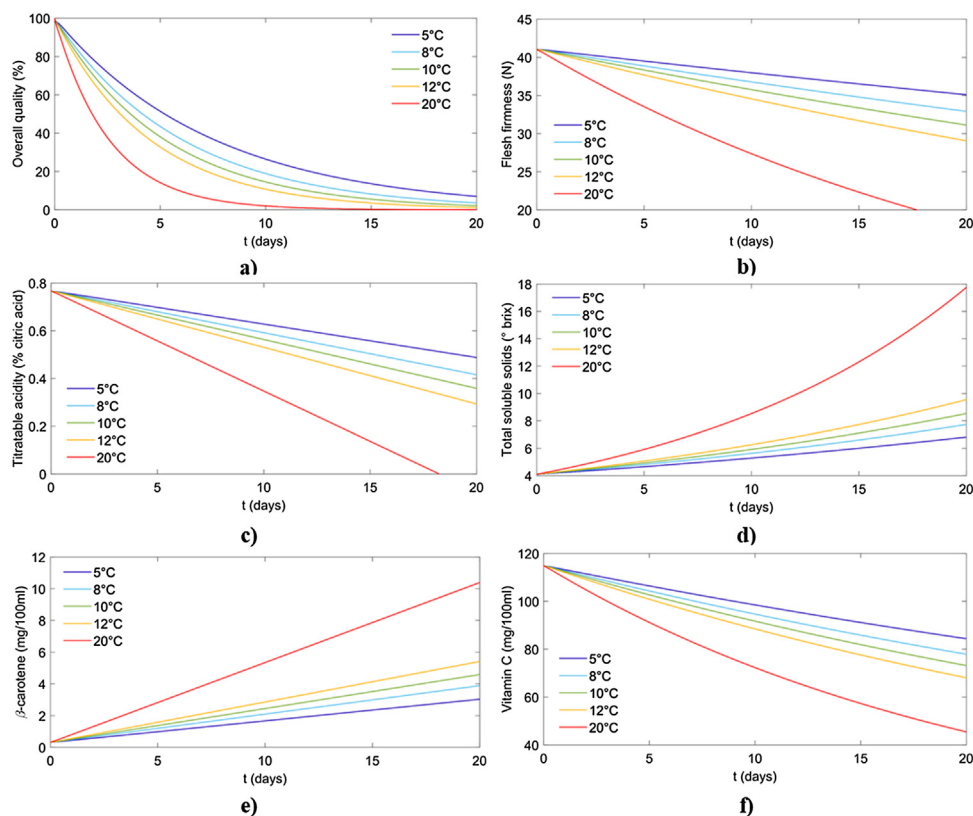 100
80
60
40
20
0
Overall quality (%)
5°C
8°C
10°C
12°C
20°C
0
5
10
15
20
t (days)
a)
45
40
35
30
25
20
Flesh firmness (N)
5°C
8°C
10°C
12°C
20°C
0
5
10
15
20
t (days)
b)
0.8
0.6
0.4
0.2
0
Titratable acidity (% citric acid)
5°C
8°C
10°C
12°C
20°C
0
5
10
15
20
t (days)
c)
18
16
14
12
10
8
6
4
Total soluble solids (° brix)
5°C
8°C
10°C
12°C
20°C
0
5
10
15
20
t (days)
d)
12
10
8
6
4
2
0
β-carotene (mg/100ml)
5°C
8°C
10°C
12°C
20°C
0
5
10
15
20
t (days)
e)
120
100
80
60
40
Vitamin C (mg/100ml)
5°C
8°C
10°C
12°C
20°C
0
5
10
15
20
t (days)
f)